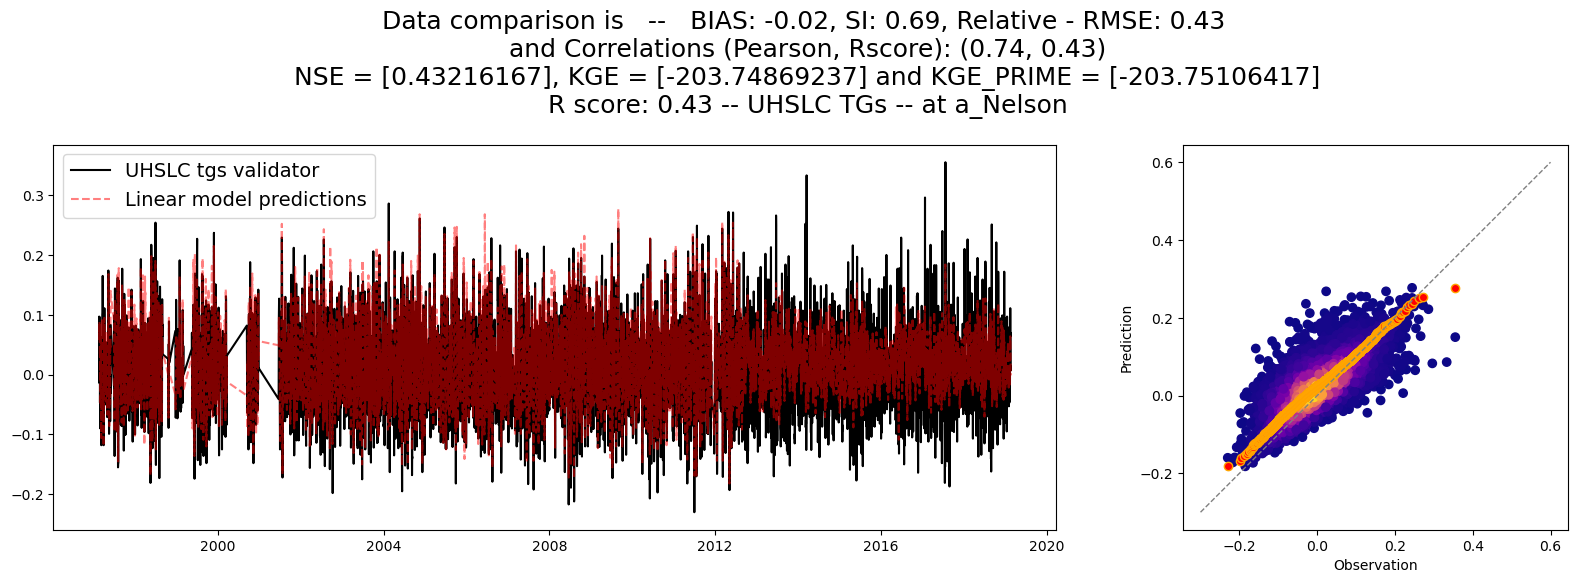 Data comparison is   --   BIAS: -0.02, SI: 0.69, Relative - RMSE: 0.43
and Correlations (Pearson, Rscore): (0.74, 0.43)
NSE = [0.43216167], KGE = [-203.74869237] and KGE_PRIME = [-203.75106417]
R score: 0.43 -- UHSLC TGs -- at a_Nelson
UHSLC tgs validator
Linear model predictions
0.3
0.2
0.1
0.0
−0.1
−0.2
2000
2004
2008
2012
2016
2020
Prediction
0.6
0.4
0.2
0.0
−0.2
−0.2
0.0
0.2
0.4
0.6
Observation